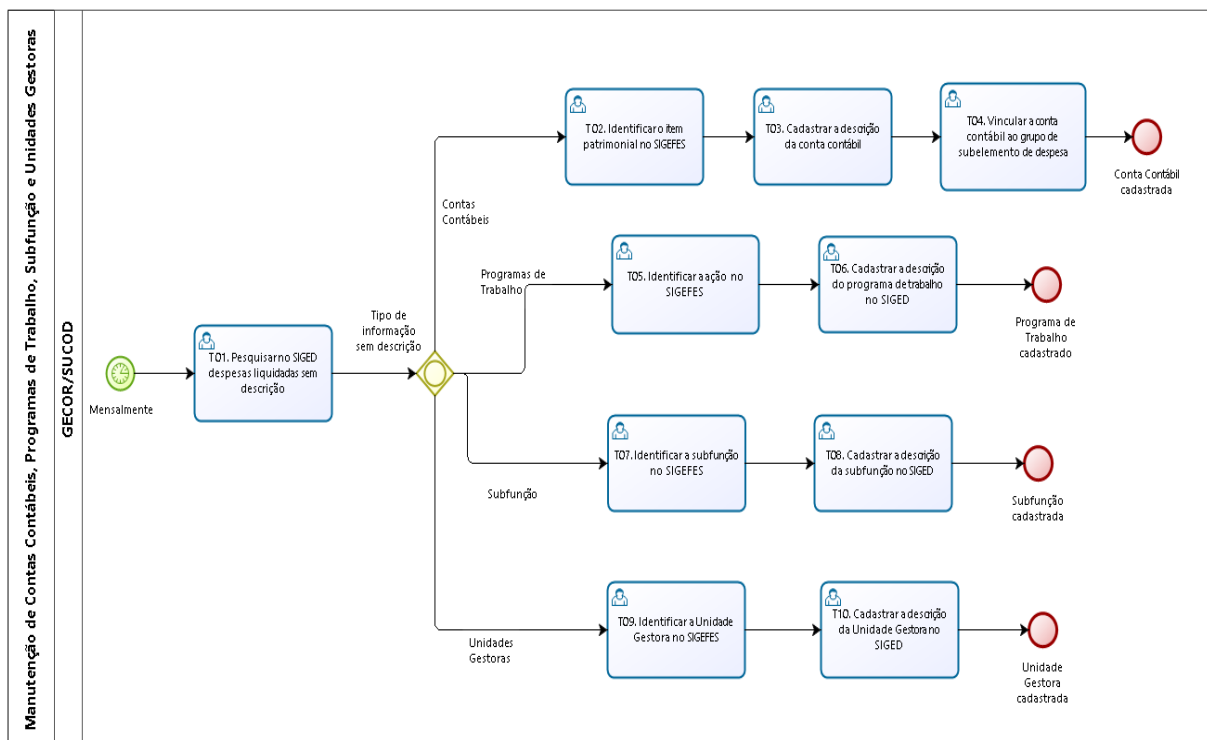 Manutenção de Contas Contábeis, Programas de Trabalho, Subfunção e Unidades Gestoras
GECOR/SUCOD
Mensalmente
T01. Pesquisar no SIGED
despesas liquidadas sem
descrição
Tipo de
informação
sem descrição
Contas
Contábeis
T02. Identificar o item
patrimonial no SIGEFES
T03. Cadastrar a descrição
da conta contábil
T04. Vincular a conta
contábil ao grupo de
subelemento de despesa
Conta Contábil
cadastrada
Programas de
Trabalho
T05. Identificar a ação no
SIGEFES
T06. Cadastrar a descrição
do programa de trabalho
no SIGED
Programa de
Trabalho
cadastrado
Subfunção
T07. Identificar a subfunção
no SIGEFES
T08. Cadastrar a descrição
da subfunção no SIGED
Subfunção
cadastrada
Unidades
Gestoras
T09. Identificar a Unidade
Gestora no SIGEFES
T10. Cadastrar a descrição
da Unidade Gestora no
SIGED
Unidade
Gestora
cadastrada